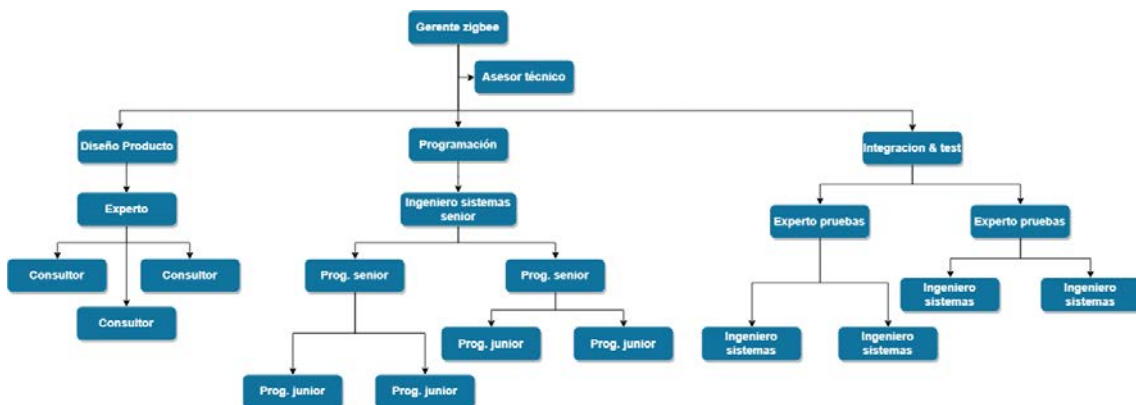 Gerente zigbee
Asesor técnico
Diseño Producto
Programación
Integracion & test
Experto
Ingeniero sistemas
senior
Experto pruebas
Experto pruebas
Consultor
Consultor
Prog. senior
Prog. senior
Ingeniero
sistemas
Ingeniero
sistemas
Consultor
Prog. junior
Prog. junior
Ingeniero
sistemas
Ingeniero
sistemas
Prog. junior
Prog. junior